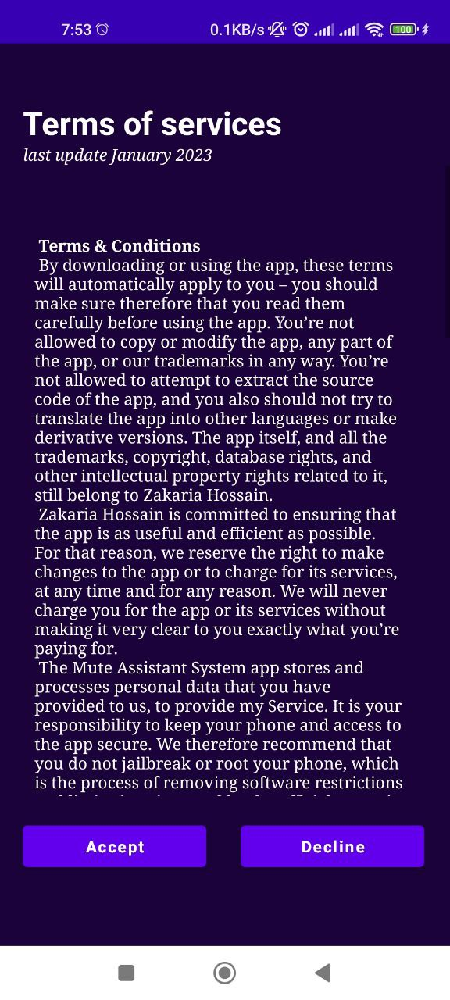 7:53
0.1KB/s
100
Terms of services
last update January 2023
Terms & Conditions
By downloading or using the app, these terms
will automatically apply to you – you should
make sure therefore that you read them
carefully before using the app. You’re not
allowed to copy or modify the app, any part of
the app, or our trademarks in any way. You’re
not allowed to attempt to extract the source
code of the app, and you also should not try to
translate the app into other languages or make
derivative versions. The app itself, and all the
trademarks, copyright, database rights, and
other intellectual property rights related to it,
still belong to Zakaria Hossain.
Zakaria Hossain is committed to ensuring that
the app is as useful and efficient as possible.
For that reason, we reserve the right to make
changes to the app or to charge for its services,
at any time and for any reason. We will never
charge you for the app or its services without
making it very clear to you exactly what you’re
paying for.
The Mute Assistant System app stores and
processes personal data that you have
provided to us, to provide my Service. It is your
responsibility to keep your phone and access to
the app secure. We therefore recommend that
you do not jailbreak or root your phone, which
is the process of removing software restrictions
Accept
Decline